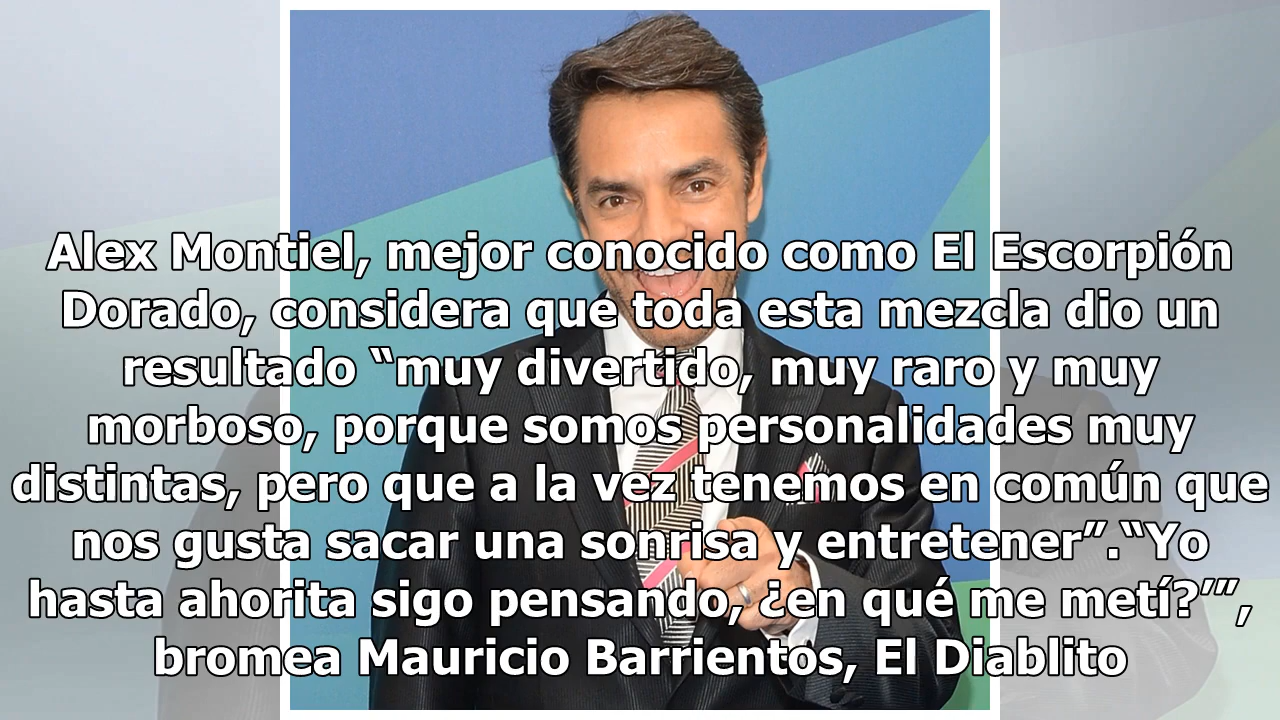 Alex Montiel, mejor conocido como El Escorpión
Dorado, considera que toda esta mezcla dio un
resultado “muy divertido, muy raro y muy
morboso, porque somos personalidades muy
distintas, pero que a la vez tenemos en común que
nos gusta sacar una sonrisa y entretener”.“Yo
hasta ahorita sigo pensando, ¿en qué me metí?’”,
bromea Mauricio Barrientos, El Diablito